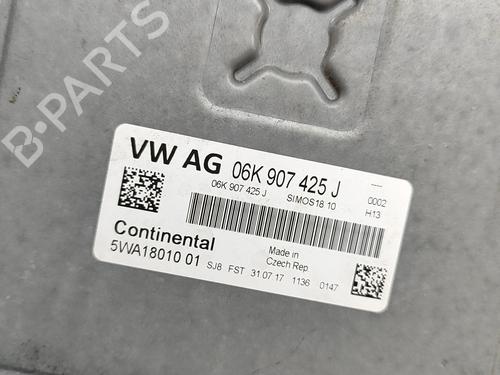 B-PARTS
VW AG 06K 907 425 J —
06K 907 425 J SIMOS18 10 0002
H13
Continental
5WA18010 01
Made in
Czech Rep
SJ8 FST 31.07 17 1136 0147